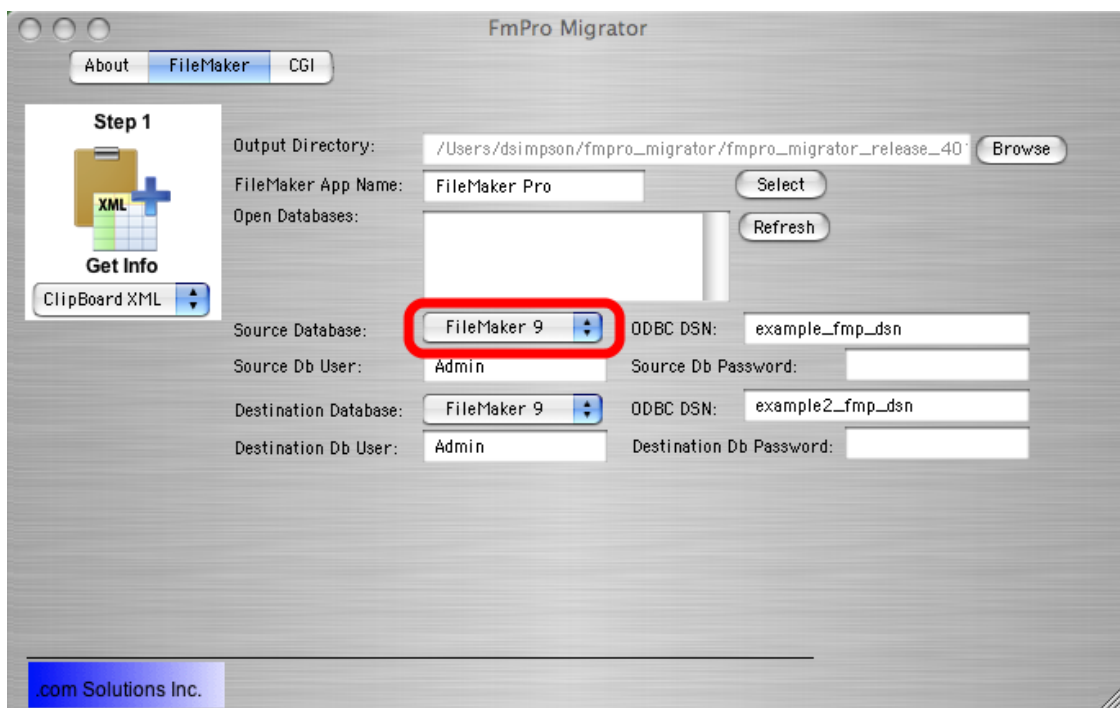 FmPro Migrator
About FileMaker CGI
Step 1
XML
Get Info
ClipBoard XML
Output Directory: /Users/dsimpson/fmpro_migrator/fmpro_migrator_release_40 Browse
FileMaker App Name: FileMaker Pro Select
Open Databases: Refresh
Source Database: FileMaker 9 ODBC DSN: example_fmp_dsn
Source Db User: Admin Source Db Password:
Destination Database: FileMaker 9 ODBC DSN: example2_fmp_dsn
Destination Db User: Admin Destination Db Password:
.com Solutions Inc.